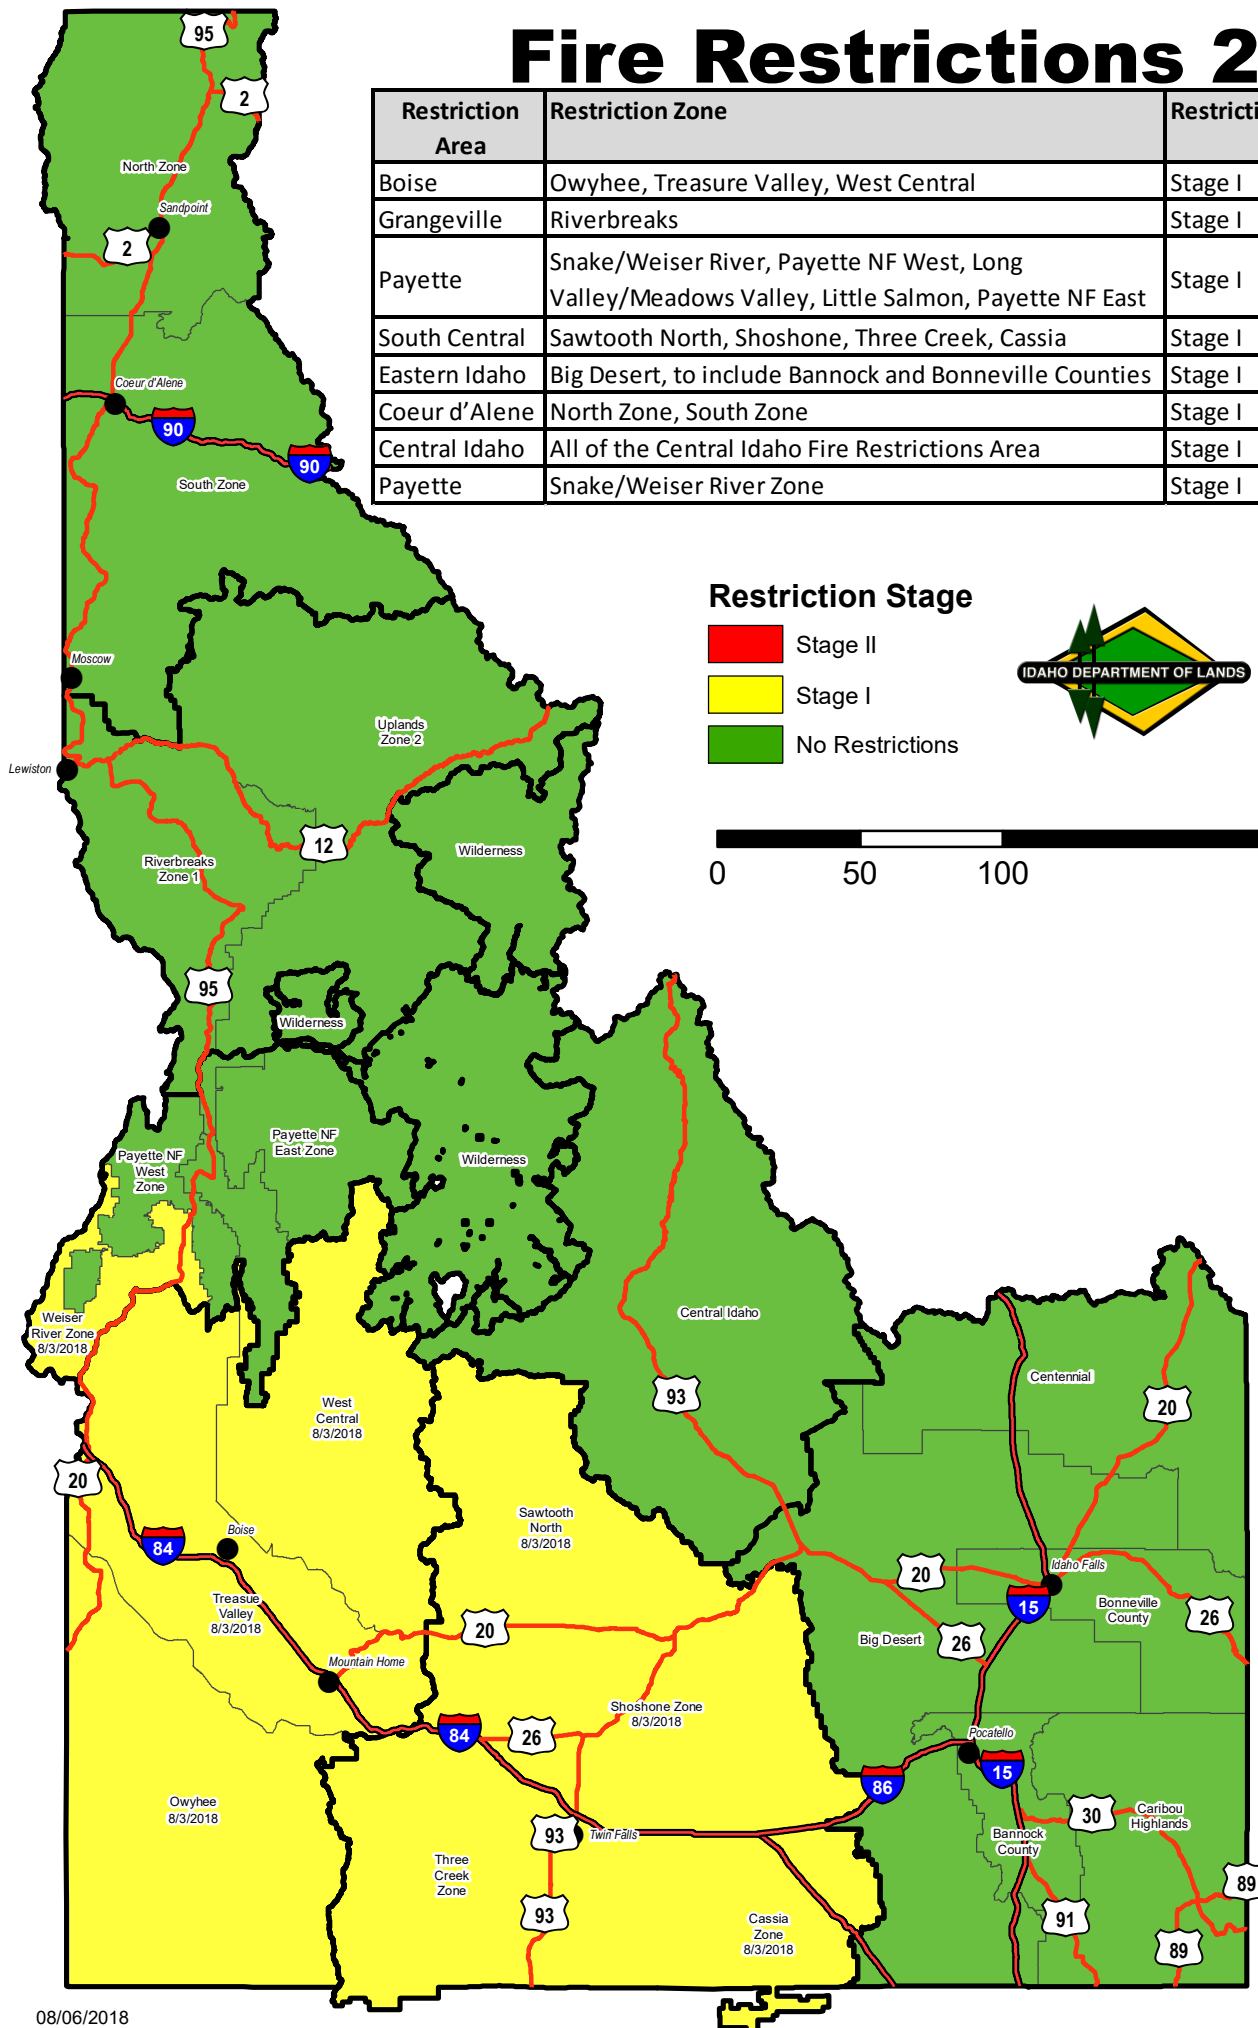 Fire Restrictions 2
Restriction Area
Restriction Zone
Restricti
Boise
Owyhee, Treasure Valley, West Central
Stage I
Grangeville
Riverbreaks
Stage I
Payette
Snake/Weiser River, Payette NF West, Long
Valley/Meadows Valley, Little Salmon, Payette NF East
Stage I
South Central
Sawtooth North, Shoshone, Three Creek, Cassia
Stage I
Eastern Idaho
Big Desert, to include Bannock and Bonneville Counties
Stage I
Coeur d’Alene
North Zone, South Zone
Stage I
Central Idaho
All of the Central Idaho Fire Restrictions Area
Stage I
Payette
Snake/Weiser River Zone
Stage I
Restriction Stage
Stage II
Stage I
No Restrictions
IDAHO DEPARTMENT OF LANDS
0 50 100
95
2
North Zone
Sandpoint
2
Coeur d'Alene
90
90
South Zone
Moscow
Uplands
Zone 2
Lewiston
12
Wilderness
Riverbreaks
Zone 1
95
Wilderness
Payette NF
East Zone
Payette NF
West
Zone
Wilderness
Central Idaho
Weiser
River Zone
8/3/2018
93
Centennial
20
West
Central
8/3/2018
20
Sawtooth
North
8/3/2018
Boise
84
Idaho Falls
20
15
Bonneville
County
26
Treasue
Valley
8/3/2018
20
Big Desert
26
Mountain Home
Shoshone Zone
8/3/2018
84
26
Pocatello
15
86
Owyhee
8/3/2018
30
Caribou
Highlands
93
Twin Falls
Bannock
County
Three
Creek
Zone
89
93
91
Cassia
Zone
8/3/2018
89
08/06/2018